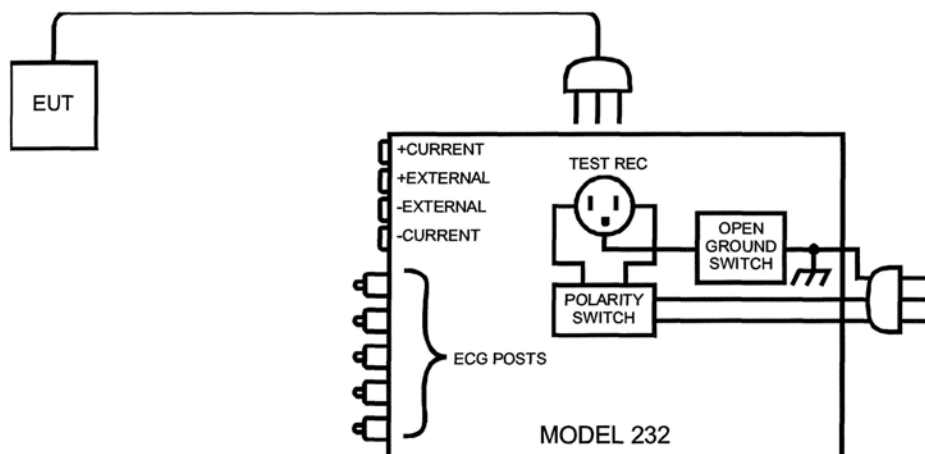 EUT
+CURRENT
+EXTERNAL
-EXTERNAL
-CURRENT
TEST REC
OPEN
GROUND
SWITCH
POLARITY
SWITCH
ECG POSTS
MODEL 232